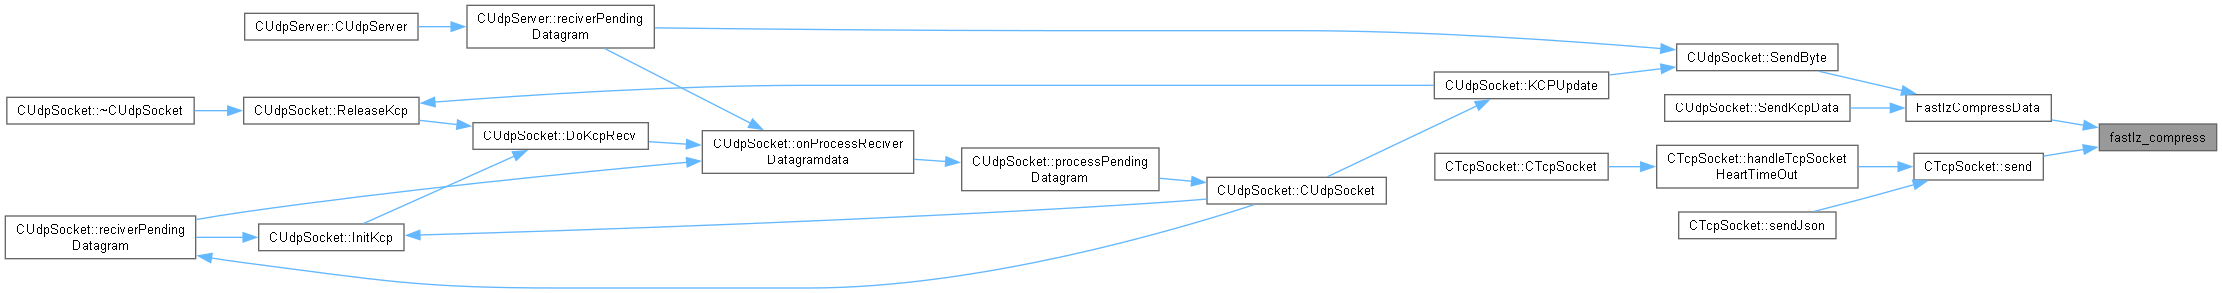 CUdpServer::CUdpServer
CUdpServer::reciverPending
Datagram
CUdpSocket::SendByte
CUdpSocket::KCPUpdate
CUdpSocket::~CUdpSocket
CUdpSocket::ReleaseKcp
CUdpSocket::SendKcpData
FastlzCompressData
CUdpSocket::DoKcpRecv
fastlz_compress
CUdpSocket::onProcessReciver
Datagramdata
CUdpSocket::processPending
Datagram
CTcpSocket::CTcpSocket
CTcpSocket::handleTcpSocket
HeartTimeOut
CTcpSocket::send
CUdpSocket::CUdpSocket
CTcpSocket::sendJson
CUdpSocket::reciverPending
Datagram
CUdpSocket::InitKcp